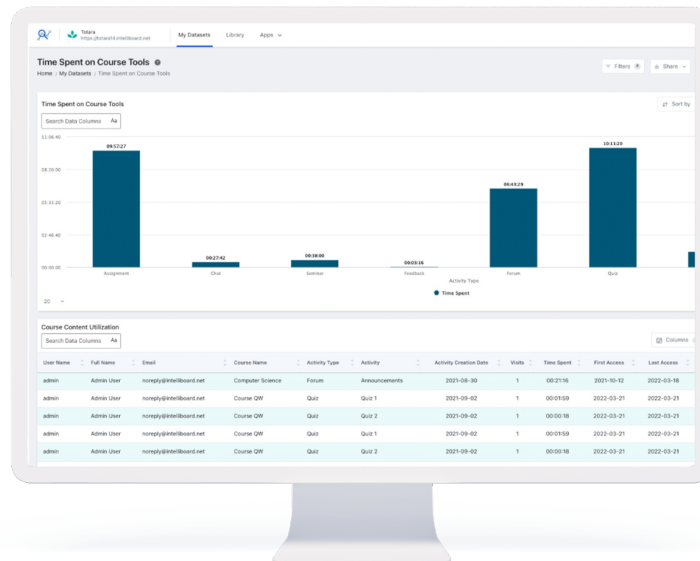 Totara
https://totara14.intelliboard.net
My Datasets Library Apps
Time Spent on Course Tools
Home / My Datasets / Time Spent on Course Tools
Filters
Share
Time Spent on Course Tools
Sort by
Search Data Columns Aa
11:06:40
08:20:00
05:33:20
02:46:40
00:00:00
09:57:27
00:27:42
00:38:00
00:03:16
06:43:29
10:11:20
Assignment Chat Seminar Feedback Forum Quiz
Activity Type
Time Spent
20
Course Content Utilization
Search Data Columns Aa
Columns
User Name Full Name Email Course Name Activity Type Activity Activity Creation Date Visits Time Spent First Access Last Access
admin Admin User noreply@intelliboard.net Computer Science Forum Announcements 2021-08-30 1 00:21:16 2021-10-12 2022-03-18
admin Admin User noreply@intelliboard.net Course QW Quiz Quiz 1 2021-09-02 1 00:01:59 2022-03-21 2022-03-21
admin Admin User noreply@intelliboard.net Course QW Quiz Quiz 2 2021-09-02 1 00:00:18 2022-03-21 2022-03-21
admin Admin User noreply@intelliboard.net Course QW Quiz Quiz 1 2021-09-02 1 00:01:59 2022-03-21 2022-03-21
admin Admin User noreply@intelliboard.net Course QW Quiz Quiz 2 2021-09-02 1 00:00:18 2022-03-21 2022-03-21